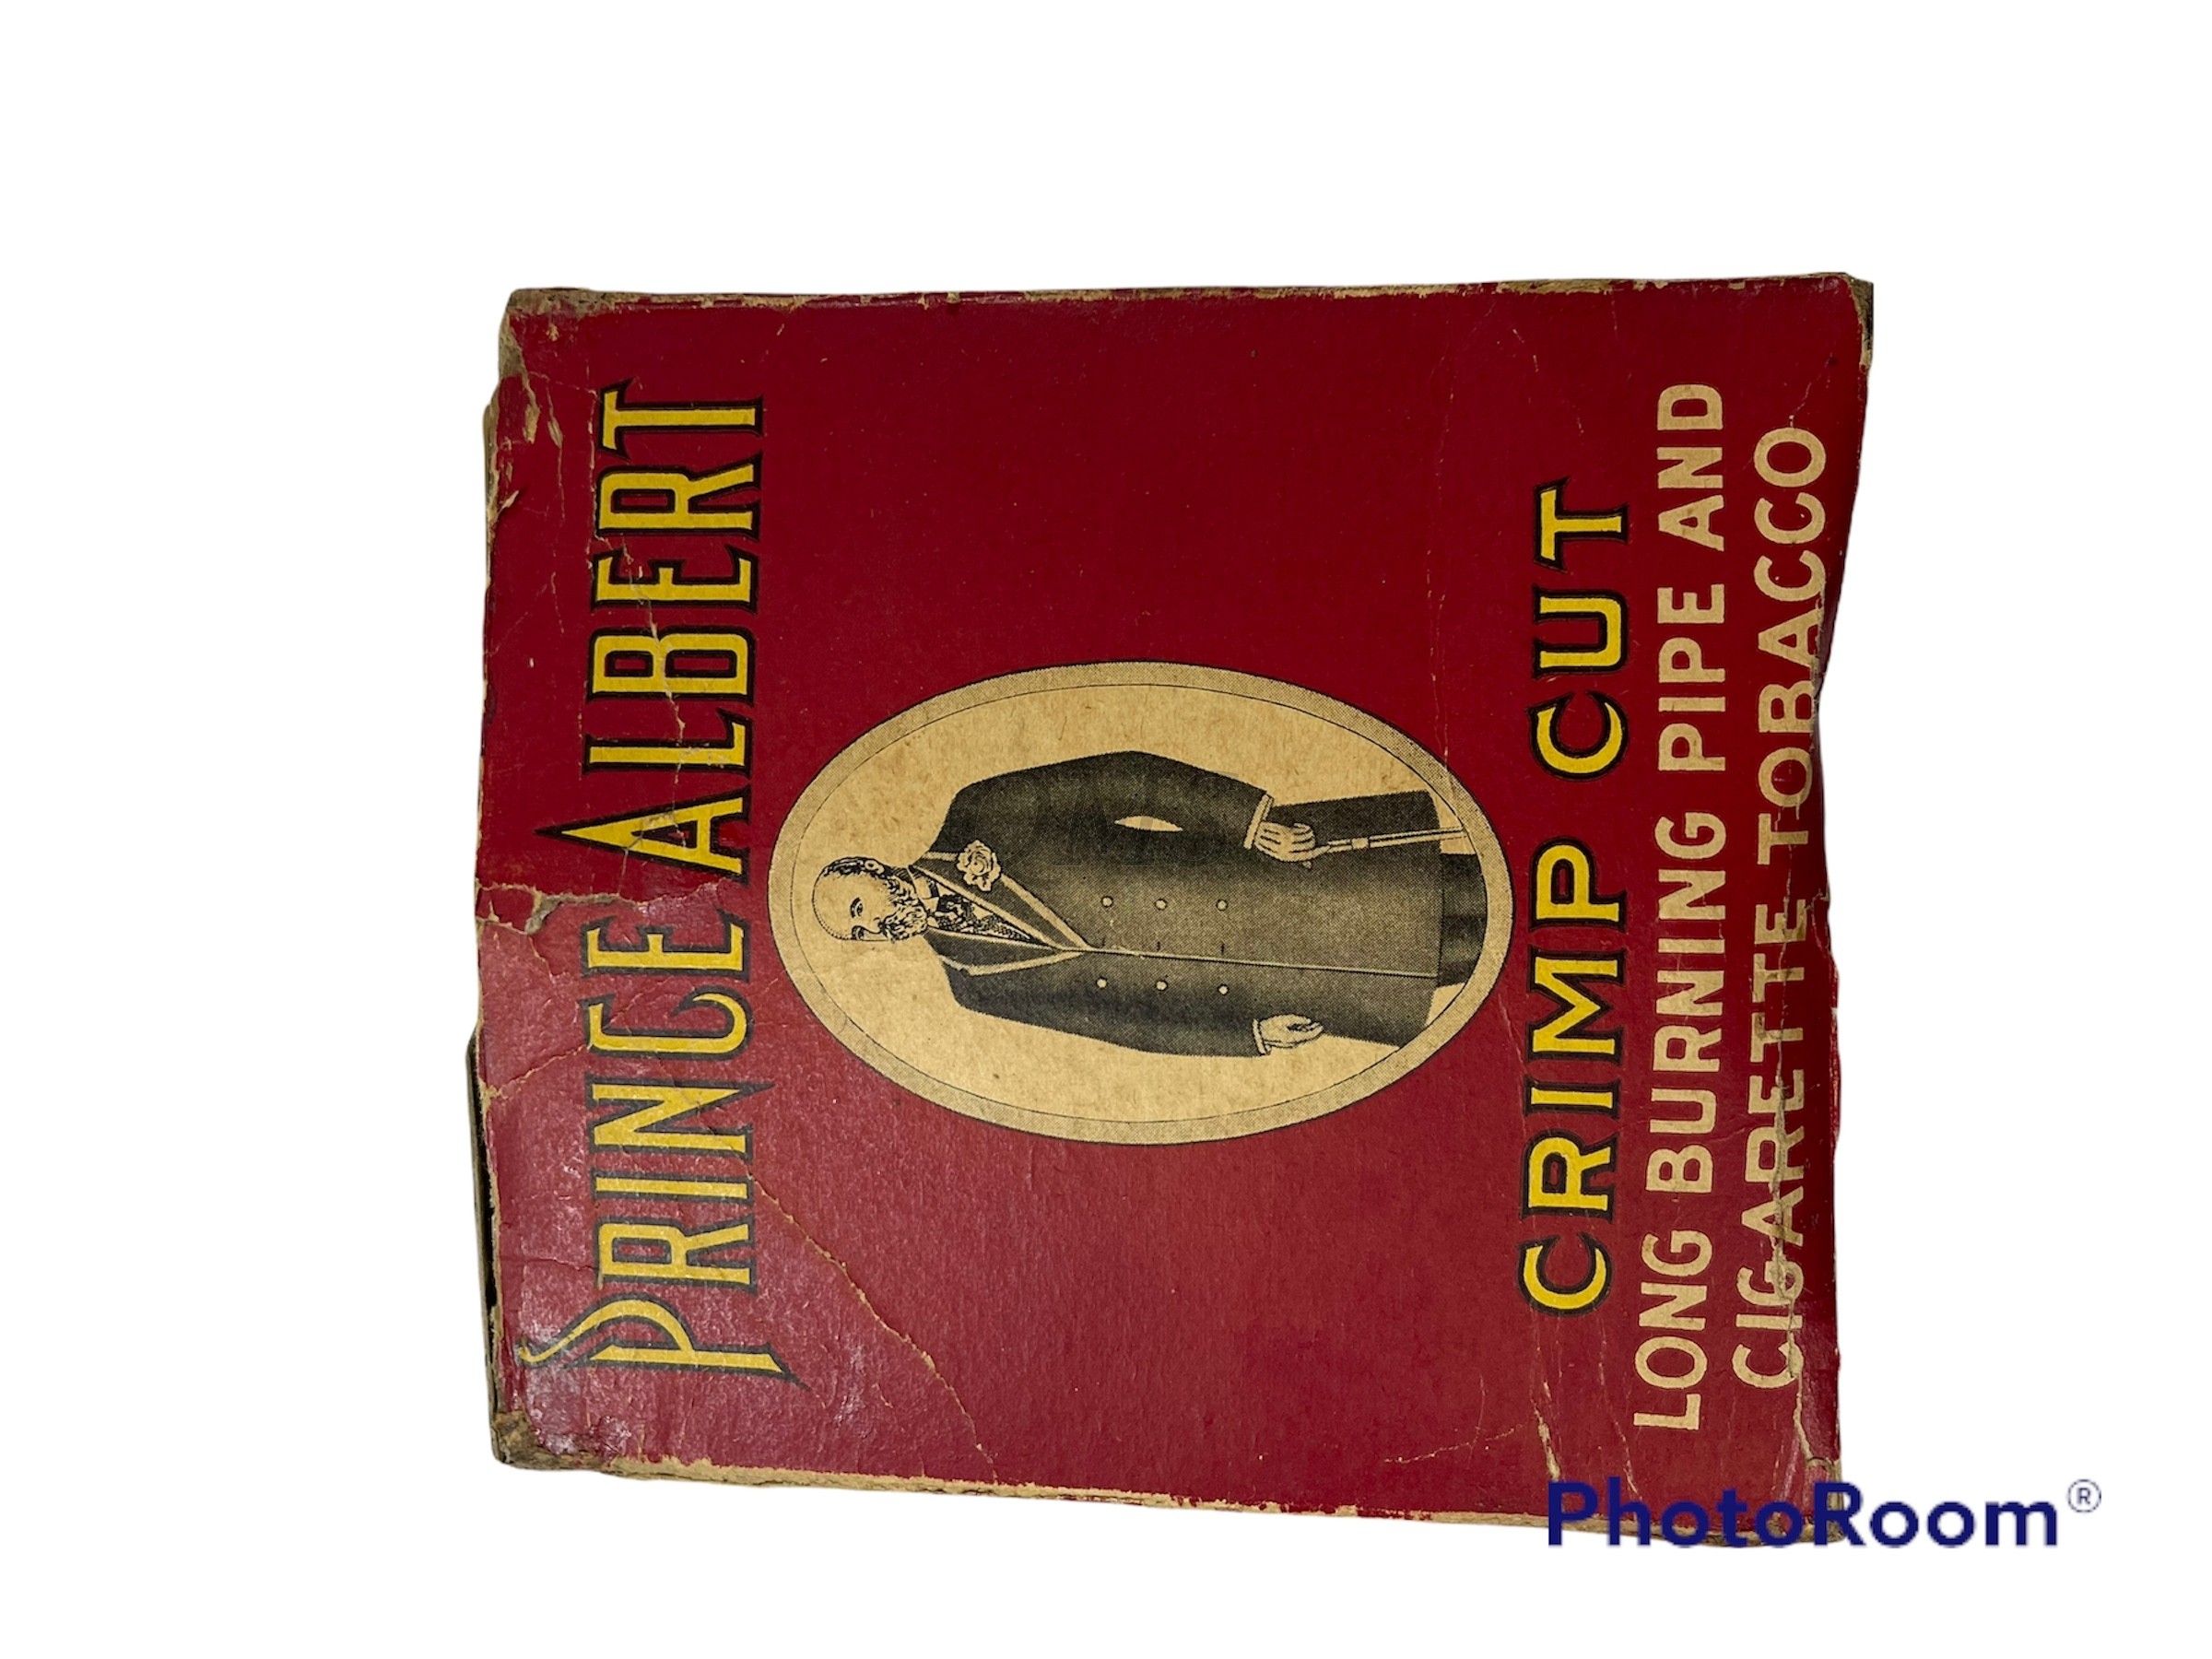 PRINCE ALBERT
CRIMP CUT
LONG BURNING PIPE AND
CIGARETTE TOBACCO
PhotoRoom®